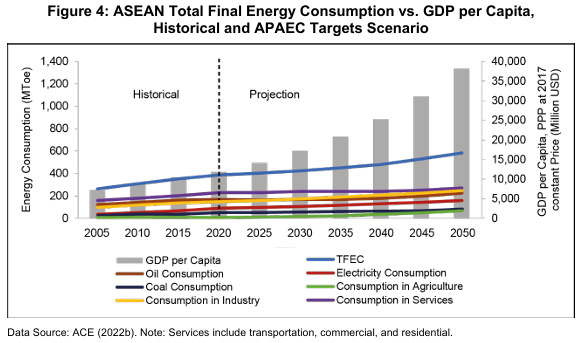 Figure 4: ASEAN Total Final Energy Consumption vs. GDP per Capita,
Historical and APAEC Targets Scenario
Energy Consumption (MToe)
1,400
1,200
1,000
800
600
400
200
0
Historical
Projection
40,000
35,000
30,000
25,000
20,000
15,000
10,000
5,000
0
GDP per Capita, PPP at 2017
constant Price (Million USD)
2005 2010 2015 2020 2025 2030 2035 2040 2045 2050
GDP per Capita
TFEC
Oil Consumption
Electricity Consumption
Coal Consumption
Consumption in Agriculture
Consumption in Industry
Consumption in Services
Data Source: ACE (2022b). Note: Services include transportation, commercial, and residential.